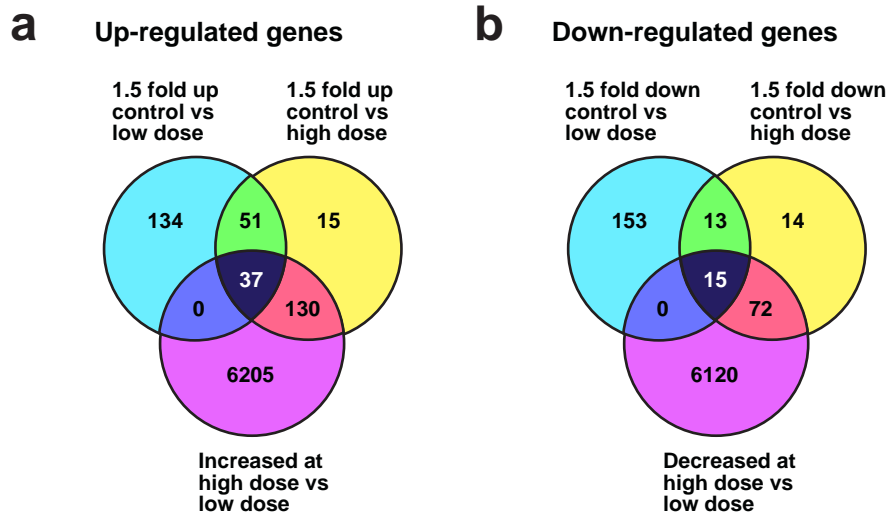 a
Up-regulated genes
1.5 fold up
control vs
low dose
1.5 fold up
control vs
high dose
134
51
15
37
0
130
6205
Increased at
high dose vs
low dose
b
Down-regulated genes
1.5 fold down
control vs
low dose
1.5 fold down
control vs
high dose
153
13
14
15
0
72
6120
Decreased at
high dose vs
low dose